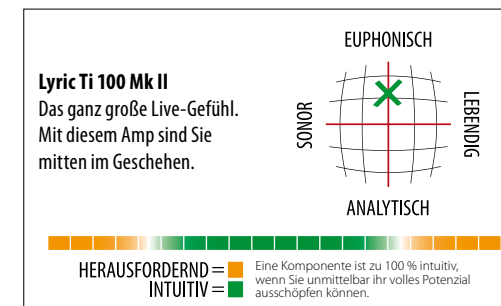 EUPHONISCH
Lyric Ti 100 Mk II
Das ganz große Live-Gefühl.
Mit diesem Amp sind Sie
mitten im Geschehen.
SONOR
LEBENDIG
ANALYTISCH
HERAUSFORDERND =
INTUITIV =
Eine Komponente ist zu 100 % intuitiv,
wenn Sie unmittelbar ihr volles Potenzial
ausschöpfen können.